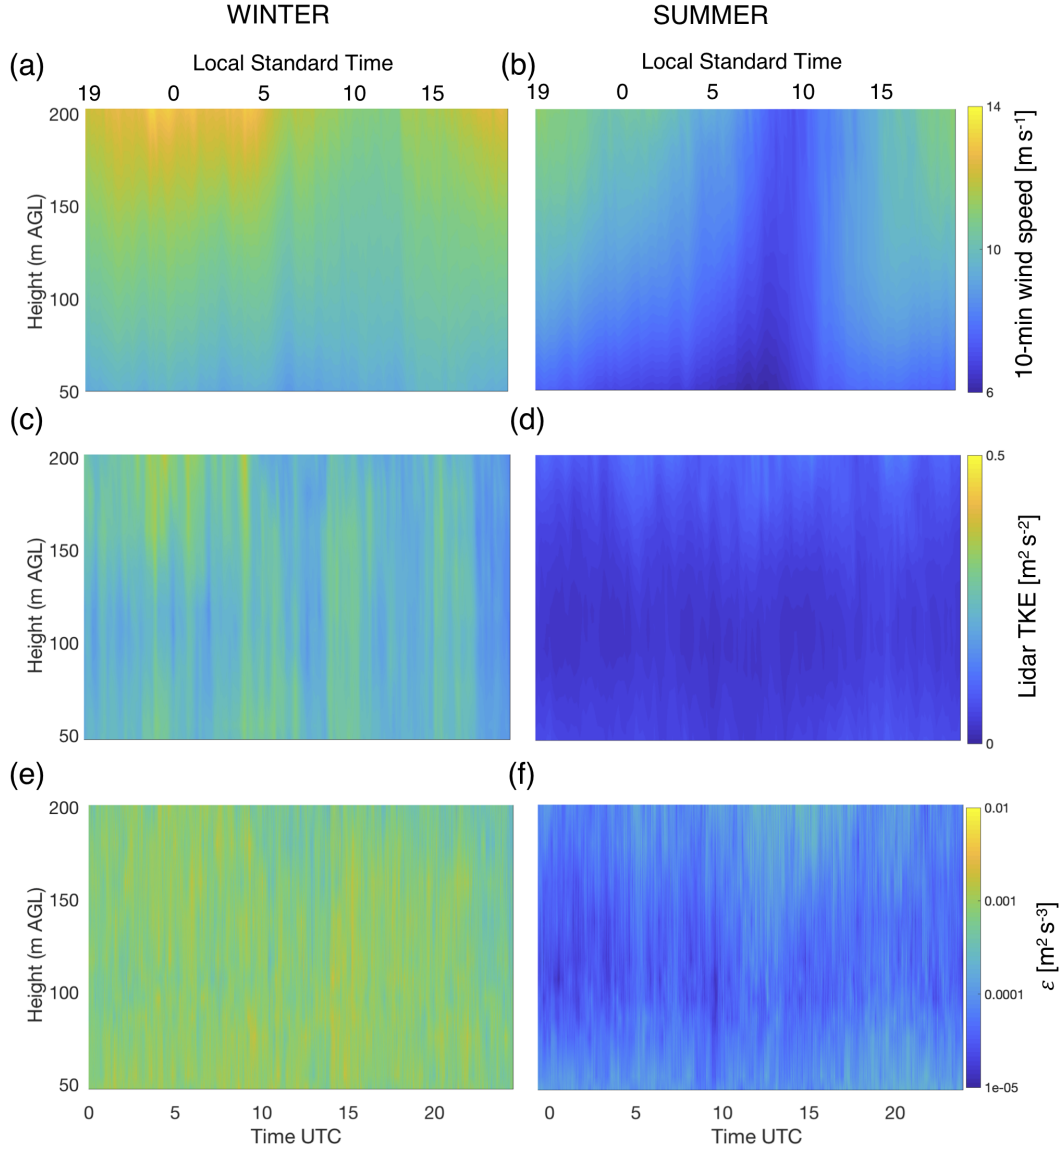 WINTER SUMMER
(a) Local Standard Time (b) Local Standard Time
19 0 5 10 15 19 0 5 10 15
200
150
100
50
Height (m AGL)
14
10
6
10-min wind speed [m s-1]
(c) (d)
200
150
100
50
Height (m AGL)
0.5
0
Lidar TKE [m2 s-2]
(e) (f)
200
150
100
50
Height (m AGL)
0.01
0.001
0.0001
1e-05
ε [m2 s-3]
0 5 10 15 20 0 5 10 15 20
Time UTC Time UTC